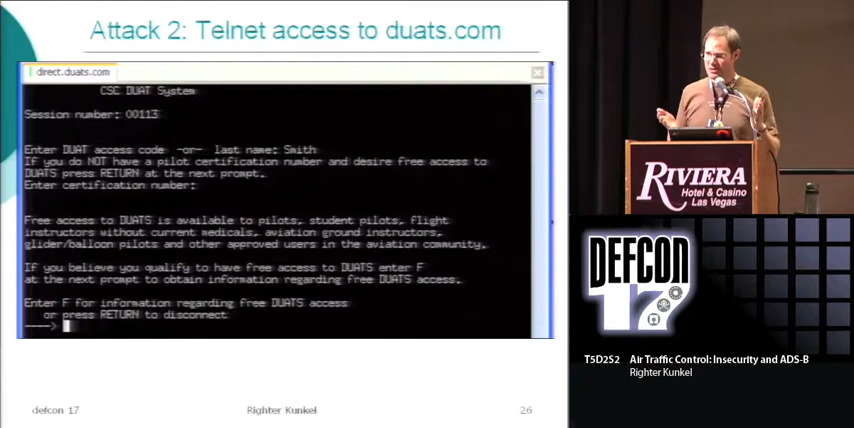 Attack 2: Telnet access to duats.com
direct.duats.com
CSC DUAT System
Session number: 00113
Enter DUAT access code -or- last name: Smith
If you do NOT have a pilot certification number and desire free access to
DUATS press RETURN at the next prompt.
Enter certification number:
Free access to DUATS is available to pilots, student pilots, flight
instructors without current medicals, aviation ground instructors,
glider/balloon pilots and other approved users in the aviation community.
If you believe you qualify to have free access to DUATS enter F
at the next prompt to obtain information regarding free DUATS access.
Enter F for information regarding free DUATS access
or press RETURN to disconnect
---->
defcon 17
Righter Kunkel
26
RIVIERA
Hotel & Casino
Las Vegas
DEFCON
17
T5D2S2 Air Traffic Control: Insecurity and ADS-B
Righter Kunkel